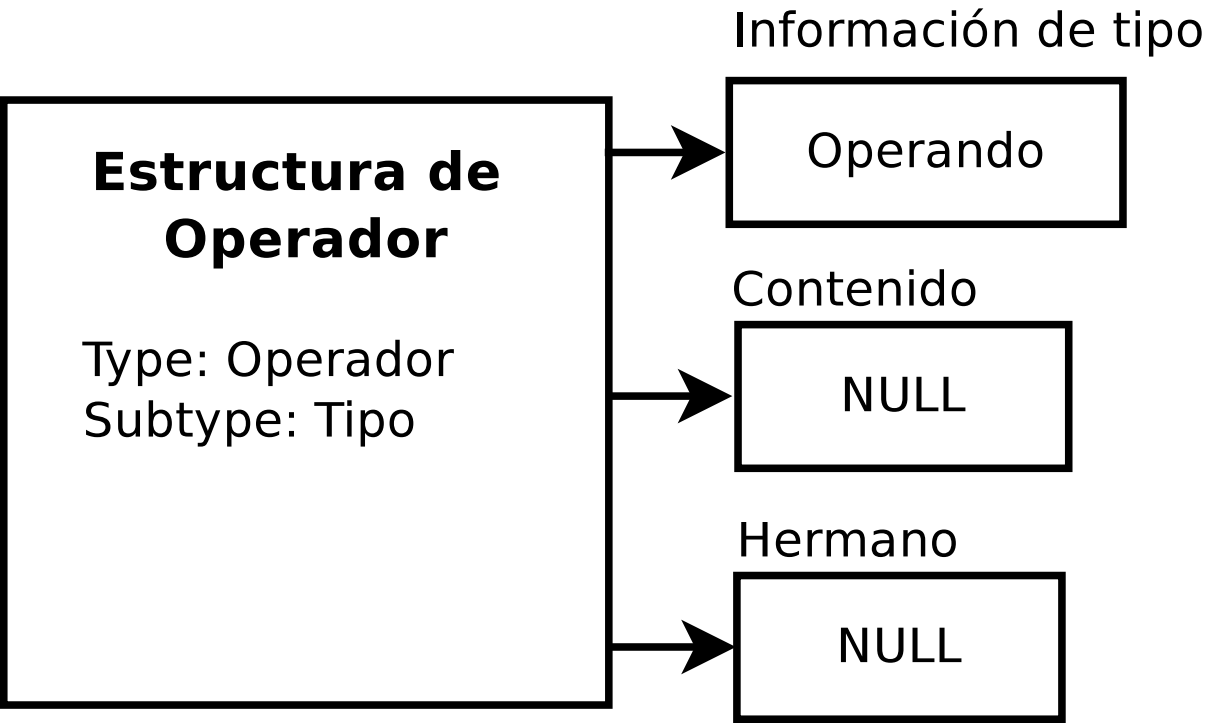 Estructura de
Operador
Type: Operador
Subtype: Tipo
Información de tipo
Operando
Contenido
NULL
Hermano
NULL